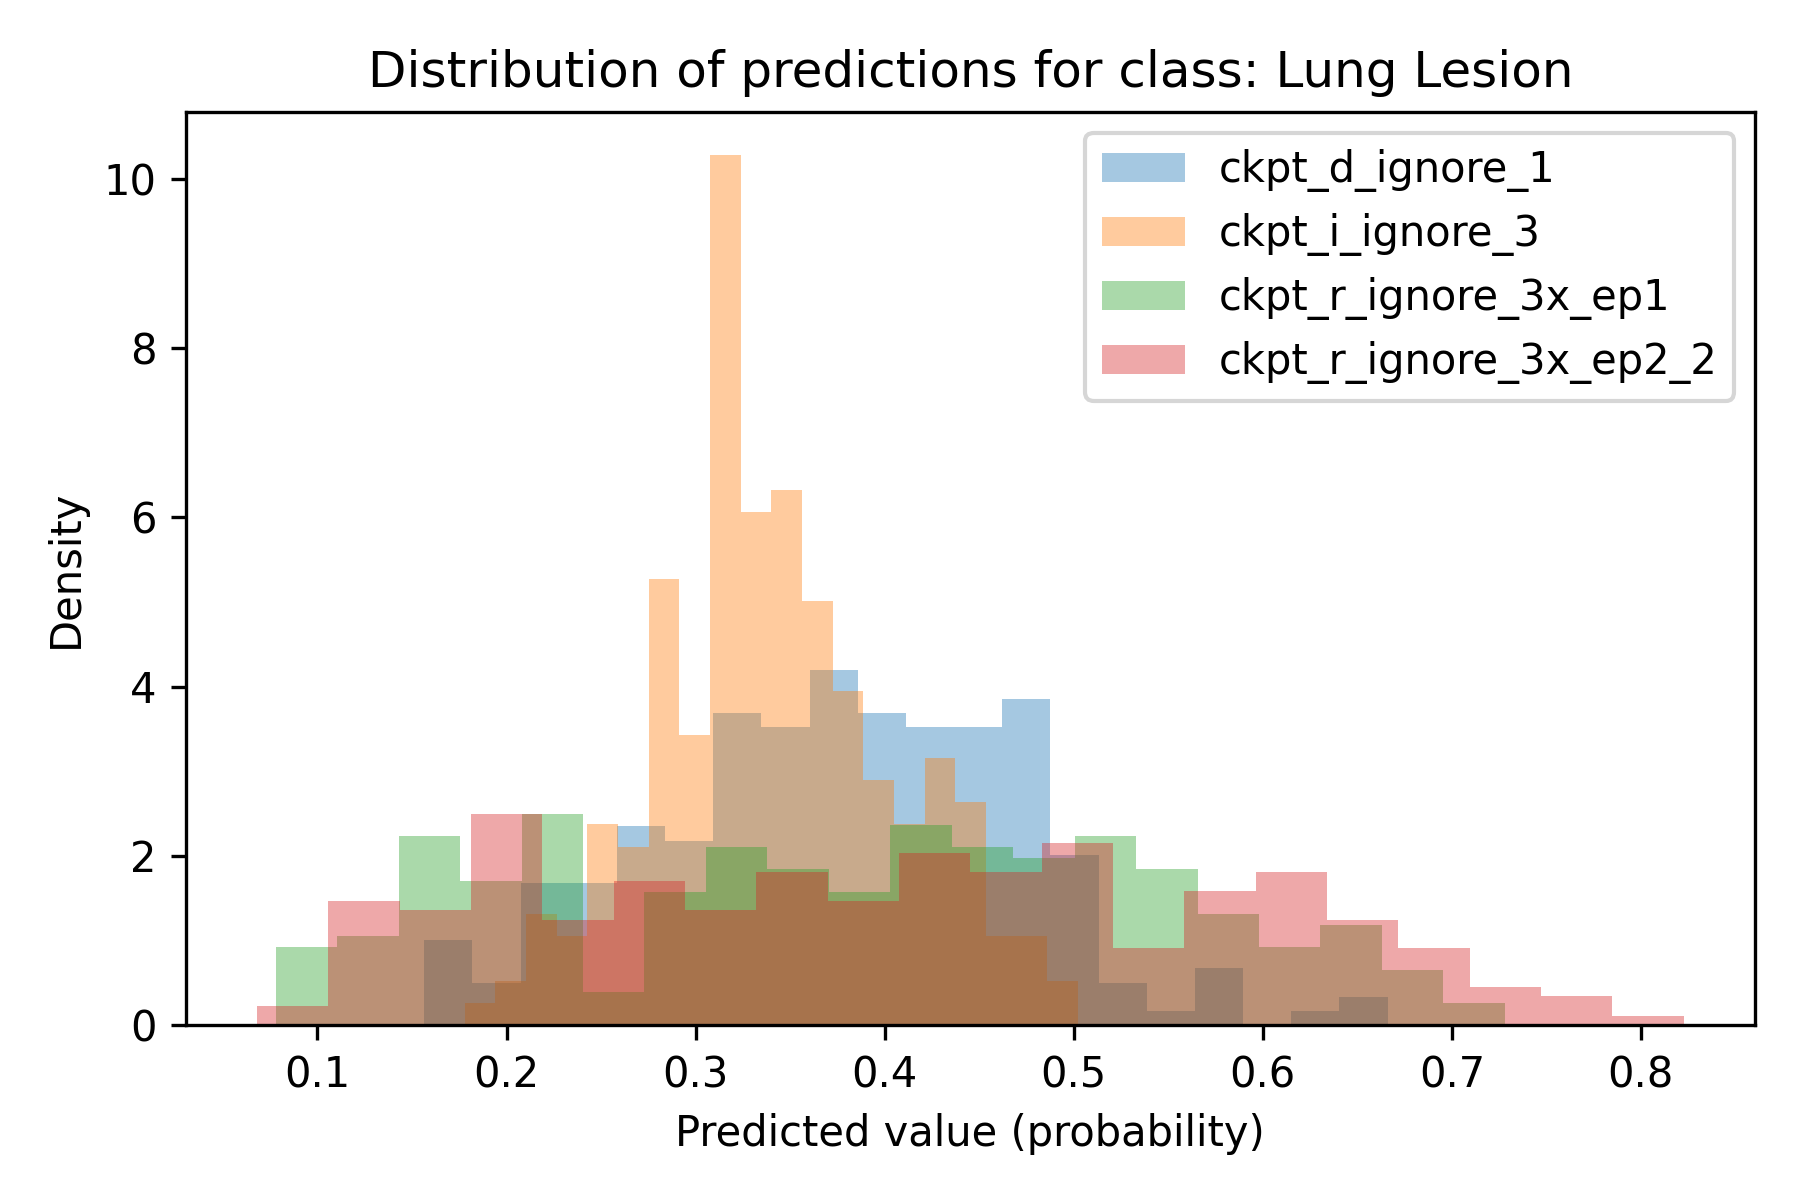 Distribution of predictions for class: Lung Lesion
ckpt_d_ignore_1
ckpt_i_ignore_3
ckpt_r_ignore_3x_ep1
ckpt_r_ignore_3x_ep2_2
Density
10
8
6
4
2
0
0.1 0.2 0.3 0.4 0.5 0.6 0.7 0.8
Predicted value (probability)